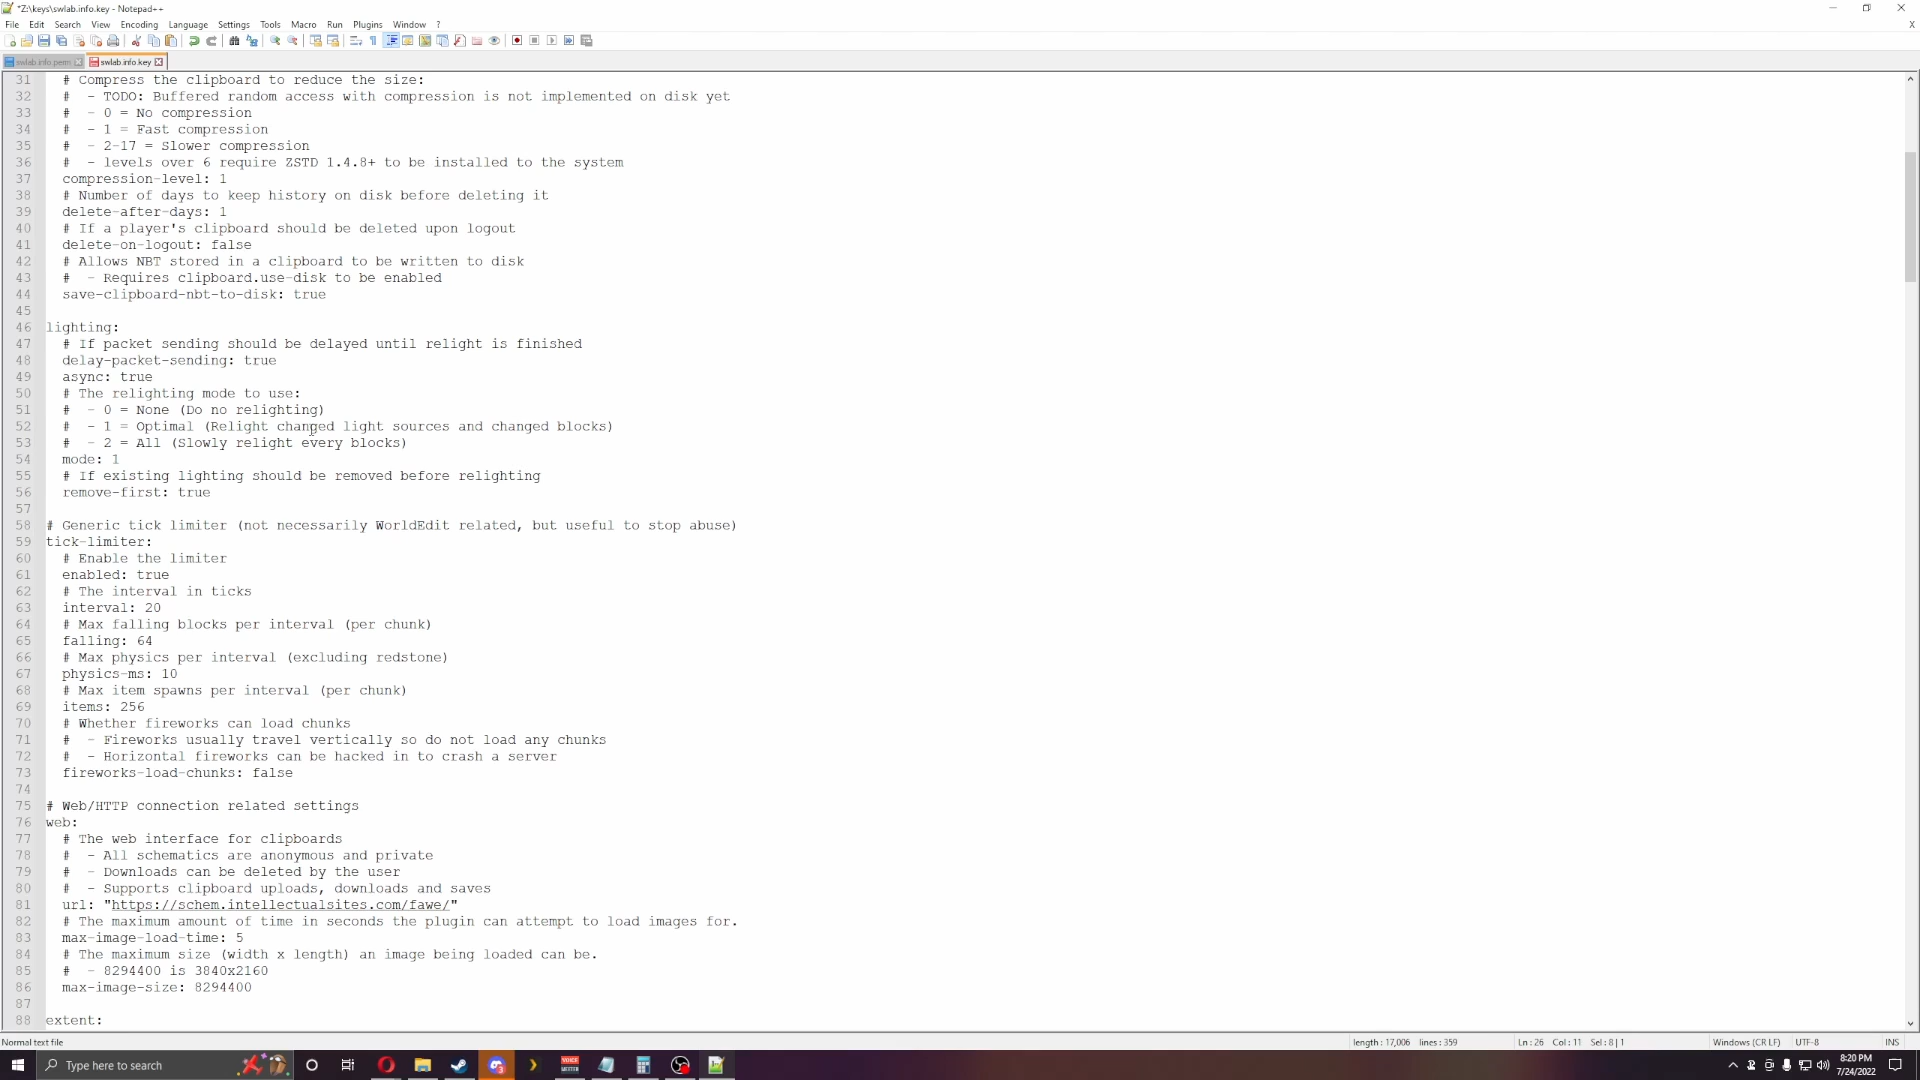 *Z:\keys\swlab.info.key - Notepad++
File Edit Search View Encoding Language Settings Tools Macro Run Plugins Window ?
X
swlab.info.perm swlab.info.key
31 # Compress the clipboard to reduce the size:
32 # - TODO: Buffered random access with compression is not implemented on disk yet
33 # - 0 = No compression
34 # - 1 = Fast compression
35 # - 2-17 = Slower compression
36 # - levels over 6 require ZSTD 1.4.8+ to be installed to the system
37 compression-level: 1
38 # Number of days to keep history on disk before deleting it
39 delete-after-days: 1
40 # If a player's clipboard should be deleted upon logout
41 delete-on-logout: false
42 # Allows NBT stored in a clipboard to be written to disk
43 # - Requires clipboard.use-disk to be enabled
44 save-clipboard-nbt-to-disk: true
45
46 lighting:
47 # If packet sending should be delayed until relight is finished
48 delay-packet-sending: true
49 async: true
50 # The relighting mode to use:
51 # - 0 = None (Do no relighting)
52 # - 1 = Optimal (Relight changed light sources and changed blocks)
53 # - 2 = All (Slowly relight every blocks)
54 mode: 1
55 # If existing lighting should be removed before relighting
56 remove-first: true
57
58 # Generic tick limiter (not necessarily WorldEdit related, but useful to stop abuse)
59 tick-limiter:
60 # Enable the limiter
61 enabled: true
62 # The interval in ticks
63 interval: 20
64 # Max falling blocks per interval (per chunk)
65 falling: 64
66 # Max physics per interval (excluding redstone)
67 physics-ms: 10
68 # Max item spawns per interval (per chunk)
69 items: 256
70 # Whether fireworks can load chunks
71 # - Fireworks usually travel vertically so do not load any chunks
72 # - Horizontal fireworks can be hacked in to crash a server
73 fireworks-load-chunks: false
74
75 # Web/HTTP connection related settings
76 web:
77 # The web interface for clipboards
78 # - All schematics are anonymous and private
79 # - Downloads can be deleted by the user
80 # - Supports clipboard uploads, downloads and saves
81 url: "https://schem.intellectualsites.com/fawe/"
82 # The maximum amount of time in seconds the plugin can attempt to load images for.
83 max-image-load-time: 5
84 # The maximum size (width x length) an image being loaded can be.
85 # - 8294400 is 3840x2160
86 max-image-size: 8294400
87
88 extent:
Normal text file length : 17,006 lines : 359 Ln : 26 Col : 11 Sel : 8 | 1 Windows (CR LF) UTF-8 INS
Type here to search
8:20 PM
7/24/2022